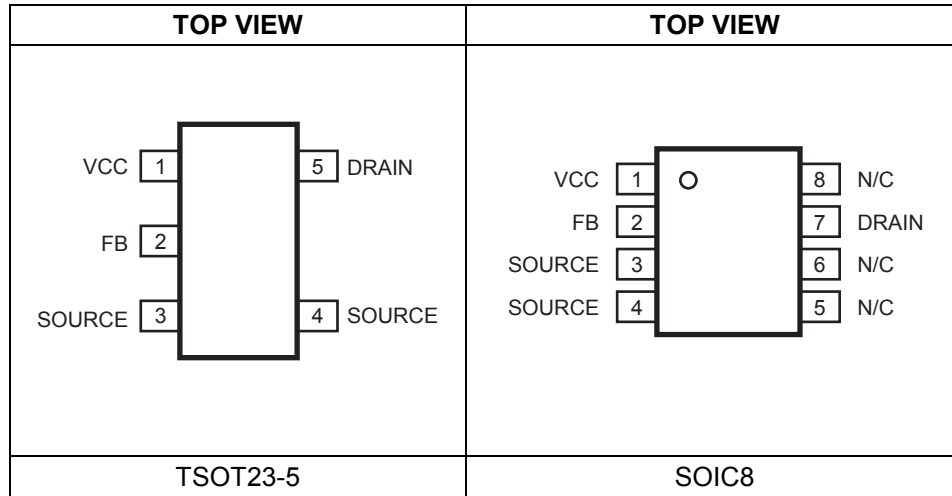 TOP VIEW
TOP VIEW
VCC 1
5 DRAIN
FB 2
SOURCE 3
4 SOURCE
VCC 1
8 N/C
FB 2
7 DRAIN
SOURCE 3
6 N/C
SOURCE 4
5 N/C
TSOT23-5
SOIC8